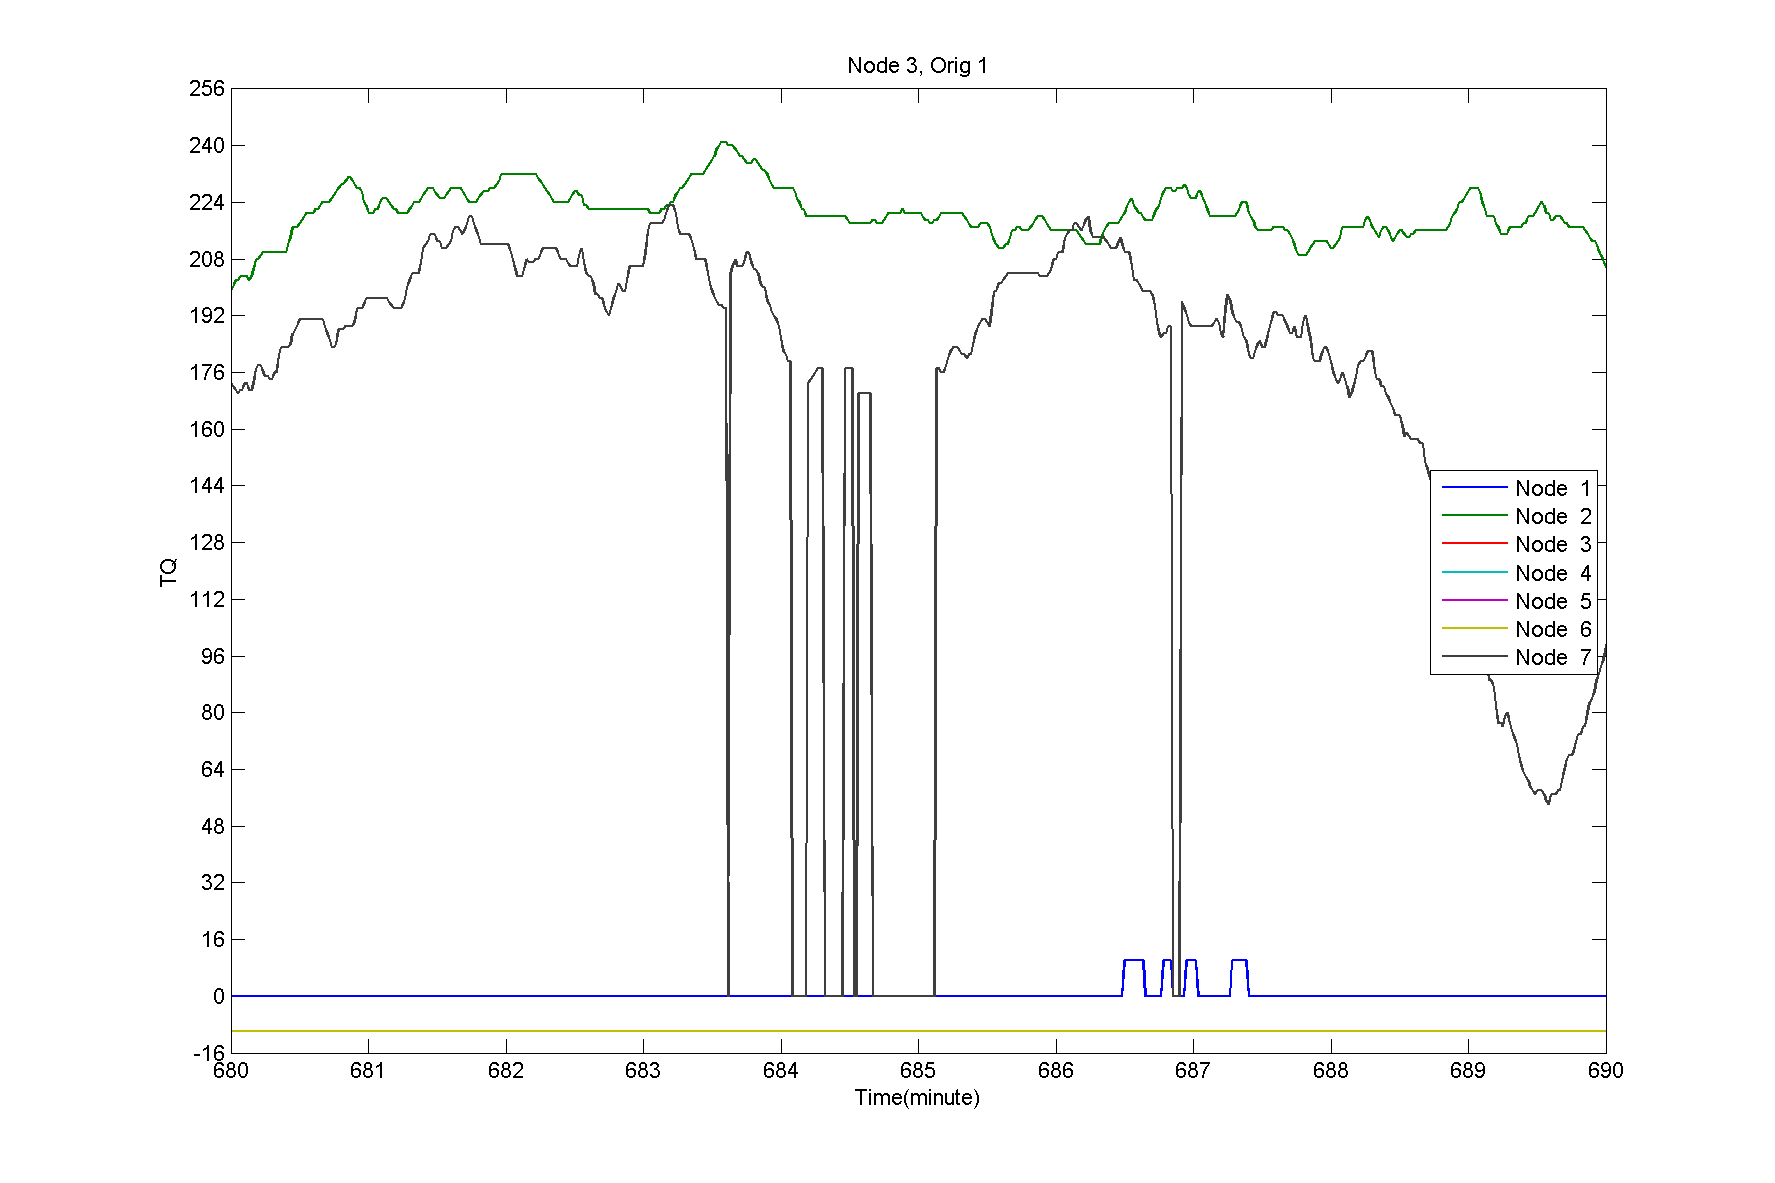 Node 3, Orig 1
256
240
224
208
192
176
160
144
128
112
96
80
64
48
32
16
0
-16
TQ
Node 1
Node 2
Node 3
Node 4
Node 5
Node 6
Node 7
680 681 682 683 684 685 686 687 688 689 690
Time(minute)